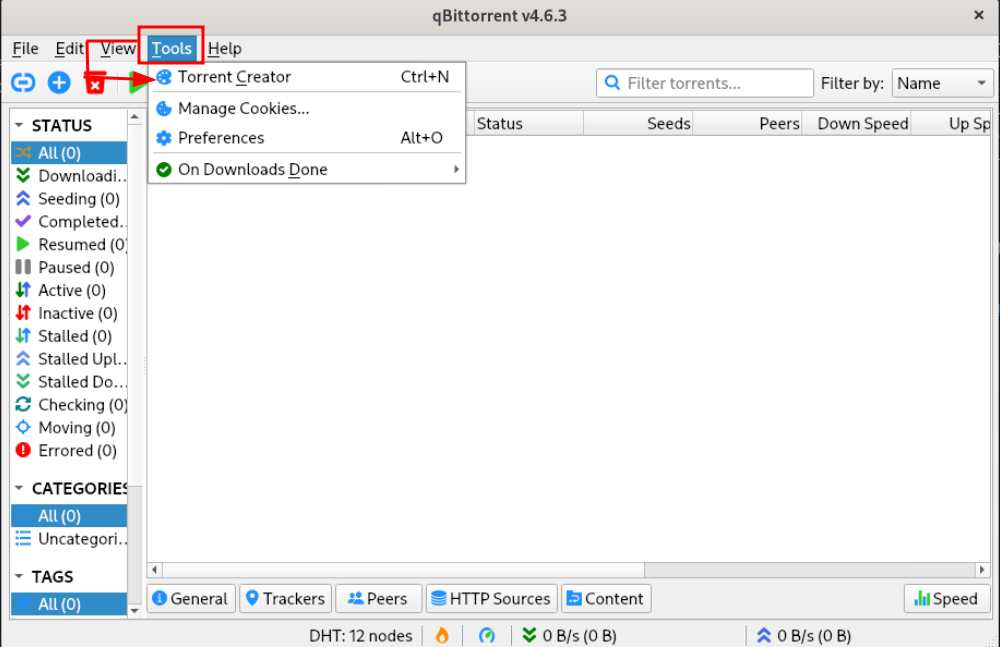 qBittorrent v4.6.3
File Edit View Tools Help
Torrent Creator Ctrl+N
Manage Cookies...
Preferences Alt+O
On Downloads Done
Filter torrents... Filter by: Name
Status Seeds Peers Down Speed Up Sp
STATUS
All (0)
Downloadi...
Seeding (0)
Completed...
Resumed (0)
Paused (0)
Active (0)
Inactive (0)
Stalled (0)
Stalled Upl...
Stalled Do...
Checking (0)
Moving (0)
Errored (0)
CATEGORIES
All (0)
Uncategori...
TAGS
All (0)
General Trackers Peers HTTP Sources Content Speed
DHT: 12 nodes 0 B/s (0 B) 0 B/s (0 B)